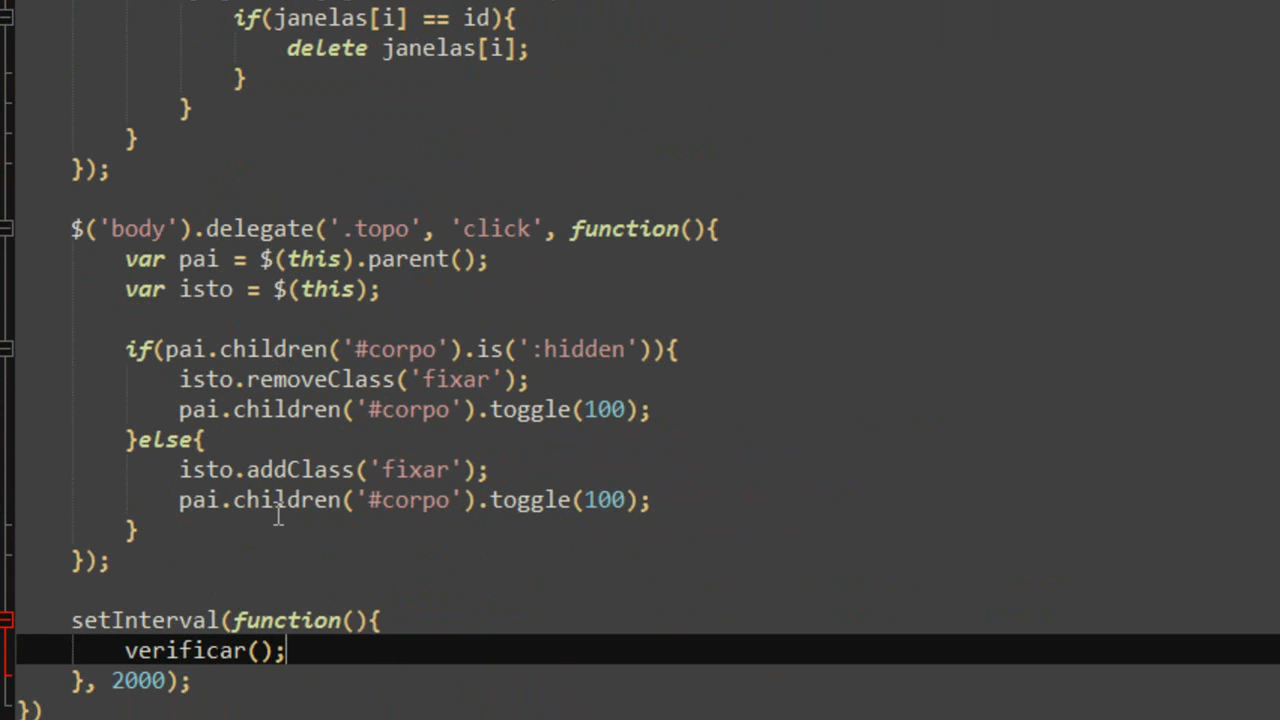 if(janelas[i] == id){
delete janelas[i];
}
}
}
});
$('body').delegate('.topo', 'click', function(){
var pai = $(this).parent();
var isto = $(this);
if(pai.children('#corpo').is(':hidden')){
isto.removeClass('fixar');
pai.children('#corpo').toggle(100);
}else{
isto.addClass('fixar');
pai.children('#corpo').toggle(100);
}
});
setInterval(function(){
verificar();
}, 2000);
})